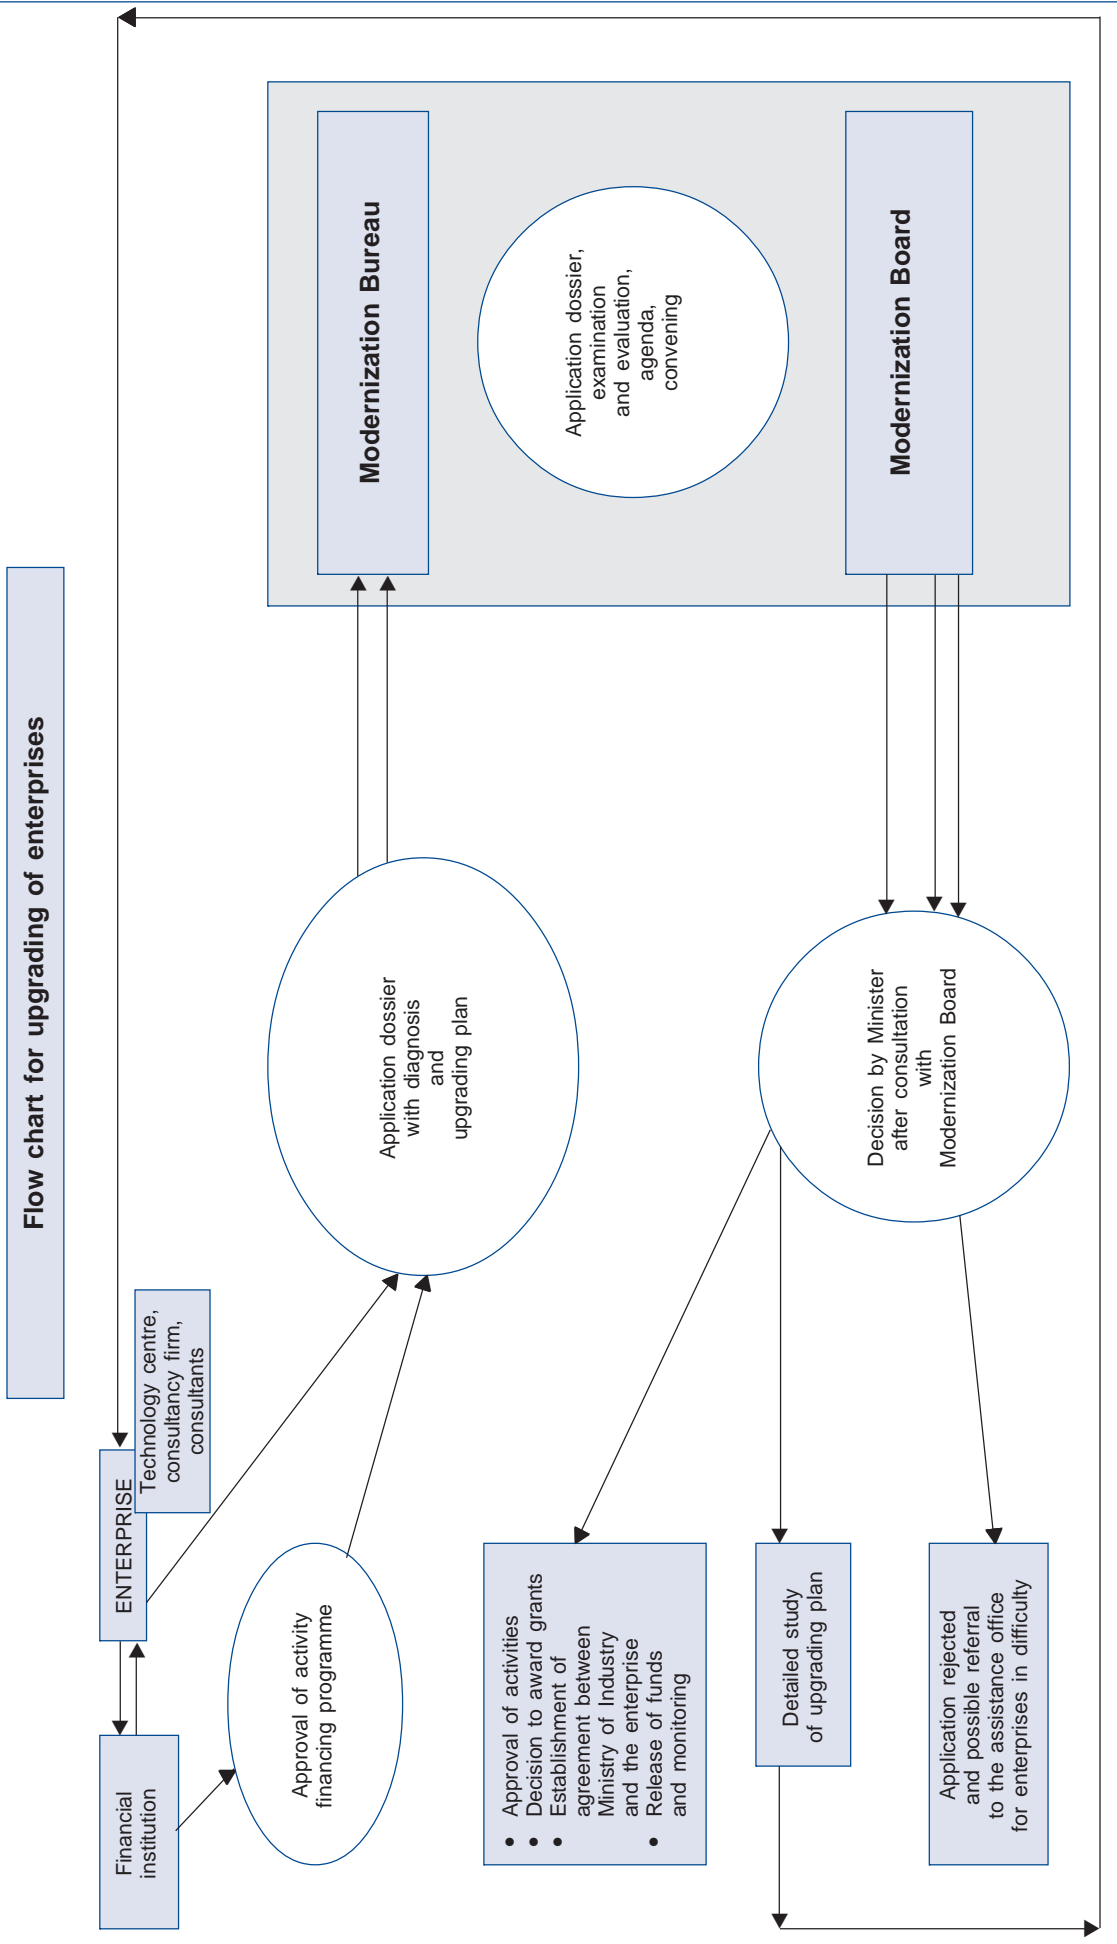 Flow chart for upgrading of enterprises
Financial
institution
ENTERPRISE
Technology centre,
consultancy firm,
consultants
Approval of activity
financing programme
Application dossier
with diagnosis
and
upgrading plan
Modernization Bureau
Application dossier,
examination
and evaluation,
agenda,
convening
Modernization Board
Decision by Minister
after consultation
with
Modernization Board
• Approval of activities
• Decision to award grants
• Establishment of
agreement between
Ministry of Industry
and the enterprise
• Release of funds
and monitoring
Detailed study
of upgrading plan
Application rejected
and possible referral
to the assistance office
for enterprises in difficulty